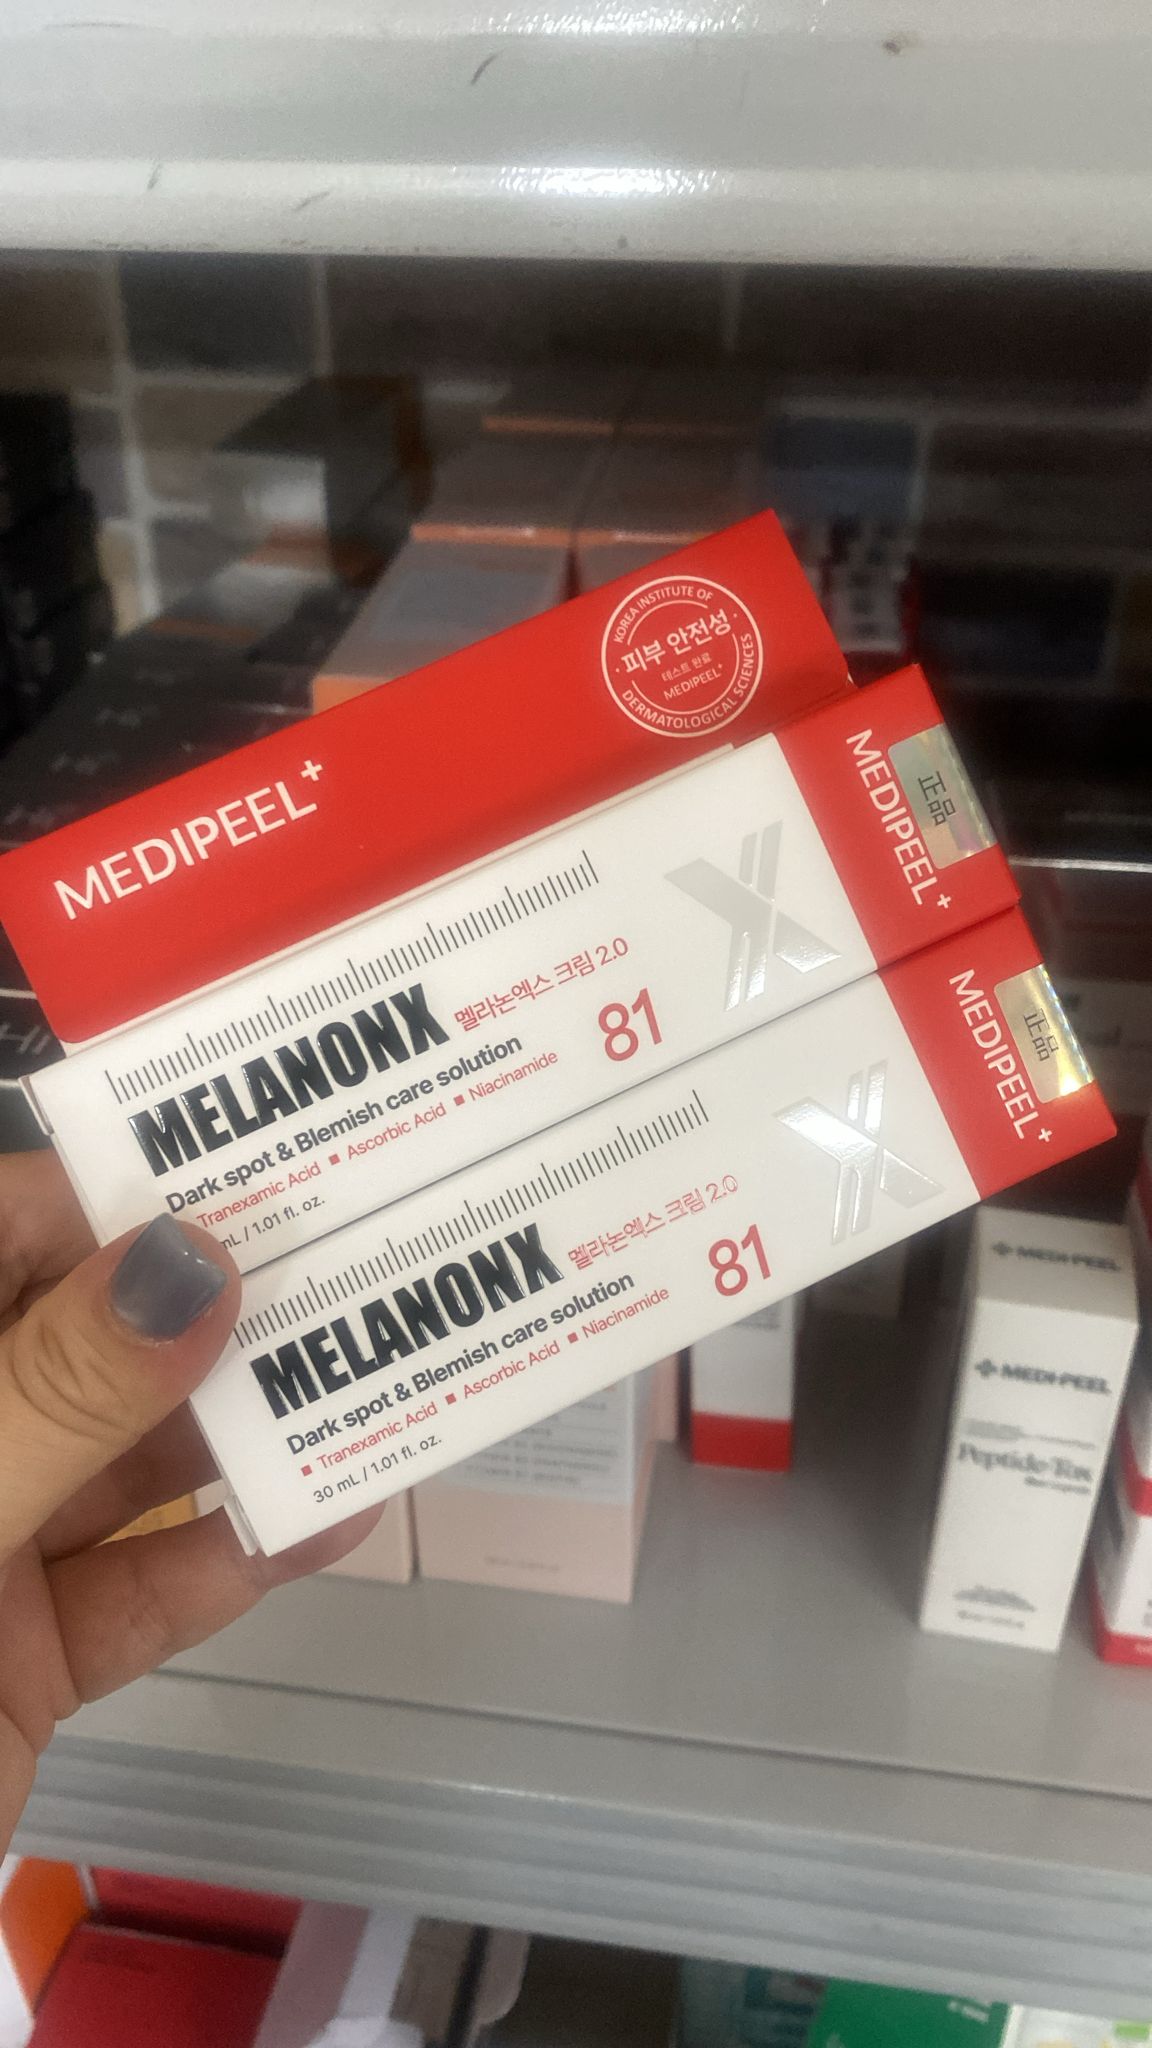 KOREA INSTITUTE OF
피부 안전성
테스트 완료
MEDIPEEL+
DERMATOLOGICAL SCIENCES
MEDIPEEL+
MEDIPEEL+
正品
MELANONX 멜라논엑스 크림 2.0
Dark spot & Blemish care solution 81
Tranexamic Acid ▪ Ascorbic Acid ▪ Niacinamide
mL / 1.01 fl. oz.
X
MEDIPEEL+
正品
MELANONX 멜라논엑스 크림 2.0
Dark spot & Blemish care solution 81
▪ Tranexamic Acid ▪ Ascorbic Acid ▪ Niacinamide
30 mL / 1.01 fl. oz.
X
MEDI-PEEL
MEDI-PEEL
Peptide-Tox